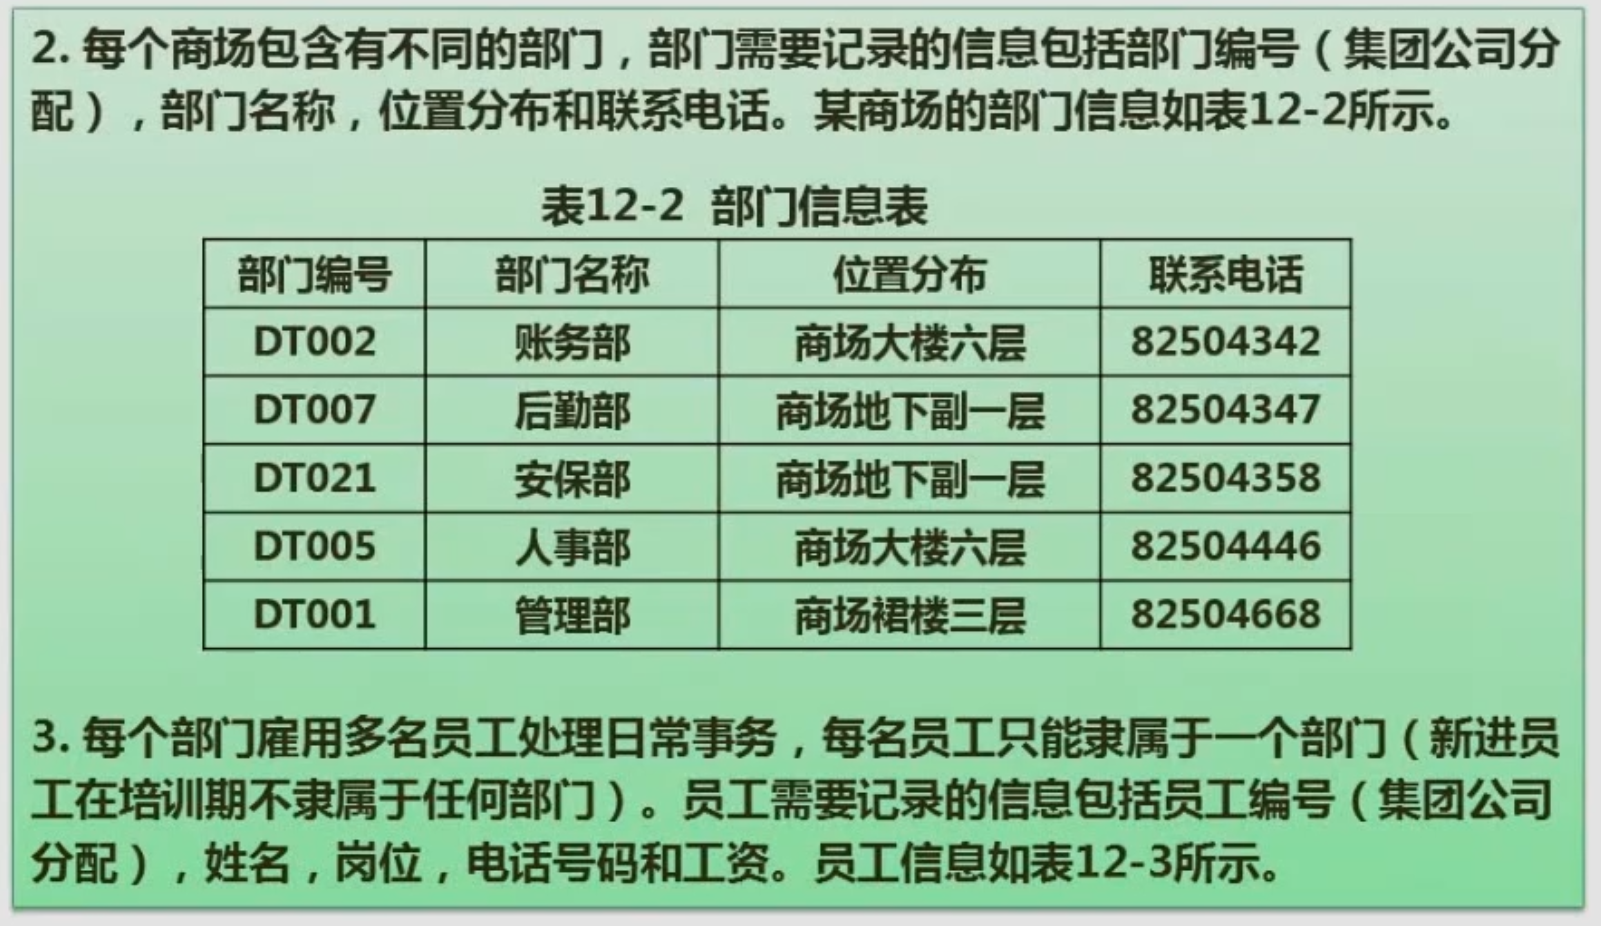 2. 每个商场包含有不同的部门，部门需要记录的信息包括部门编号（集团公司分
配），部门名称，位置分布和联系电话。某商场的部门信息如表12-2所示。
表12-2 部门信息表
部门编号 部门名称 位置分布 联系电话
DT002 账务部 商场大楼六层 82504342
DT007 后勤部 商场地下副一层 82504347
DT021 安保部 商场地下副一层 82504358
DT005 人事部 商场大楼六层 82504446
DT001 管理部 商场裙楼三层 82504668
3. 每个部门雇用多名员工处理日常事务，每名员工只能隶属于一个部门（新进员
工在培训期不隶属于任何部门）。员工需要记录的信息包括员工编号（集团公司
分配），姓名，岗位，电话号码和工资。员工信息如表12-3所示。